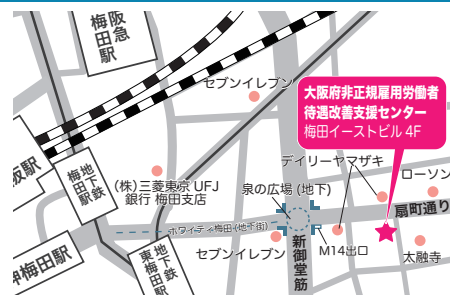 阪急
梅田駅
セブンイレブン
大阪府非正規雇用労働者
待遇改善支援センター
梅田イーストビル 4F
阪駅
地下鉄
梅田駅
デイリーヤマザキ
ローソン
(株)三菱東京 UFJ
銀行 梅田支店
泉の広場 (地下)
扇町通り
ホワイティ梅田 (地下街)
神梅田駅
地下鉄
東梅田駅
セブンイレブン
新御堂筋
M14出口
太融寺